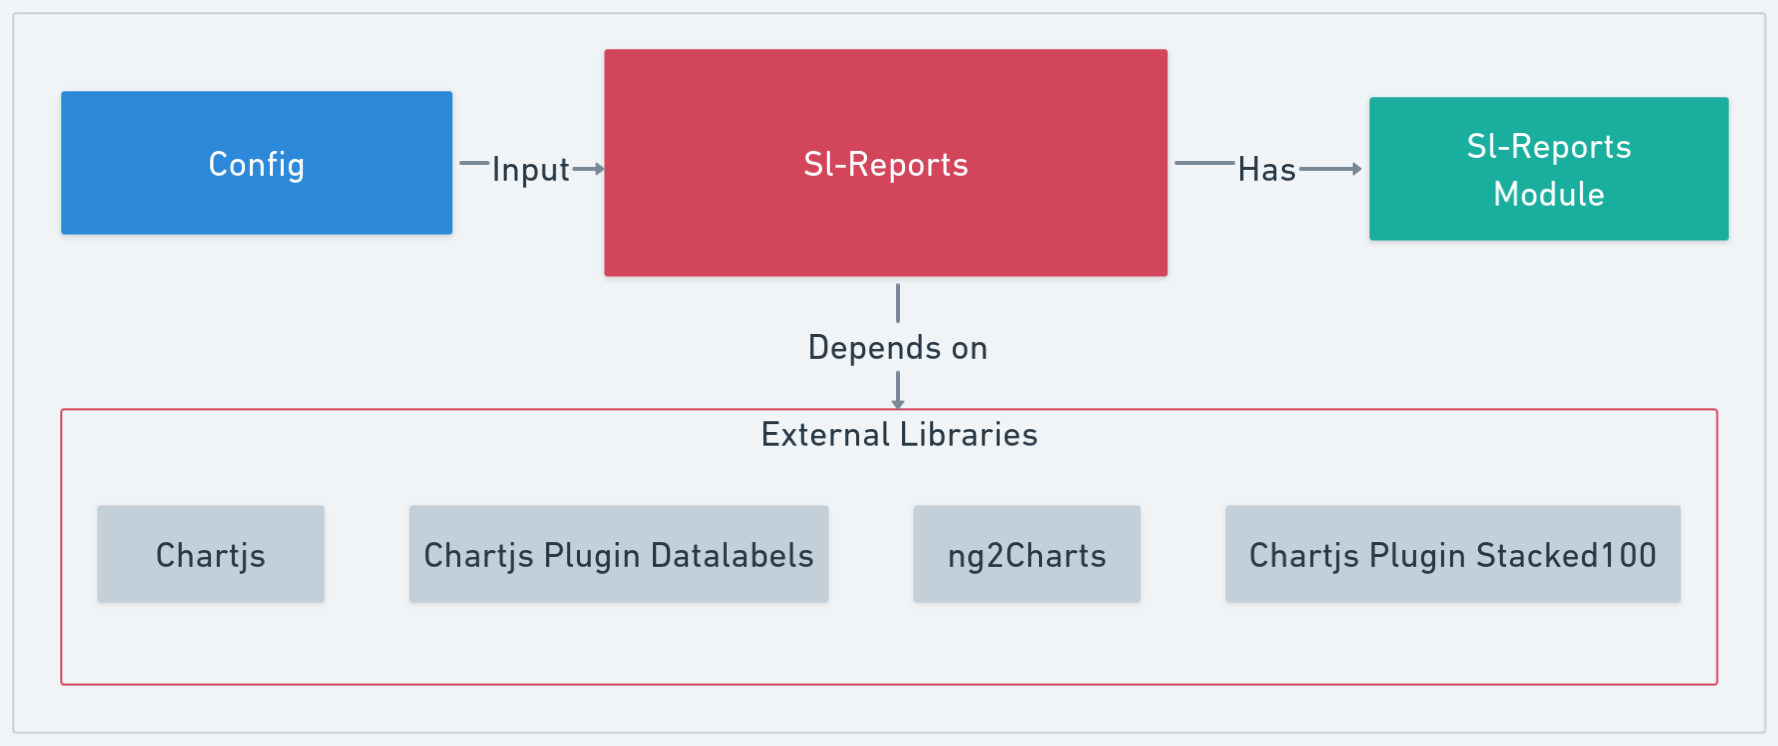 Config
Input
Sl-Reports
Has
Sl-Reports
Module
Depends on
External Libraries
Chartjs
Chartjs Plugin Datalabels
ng2Charts
Chartjs Plugin Stacked100